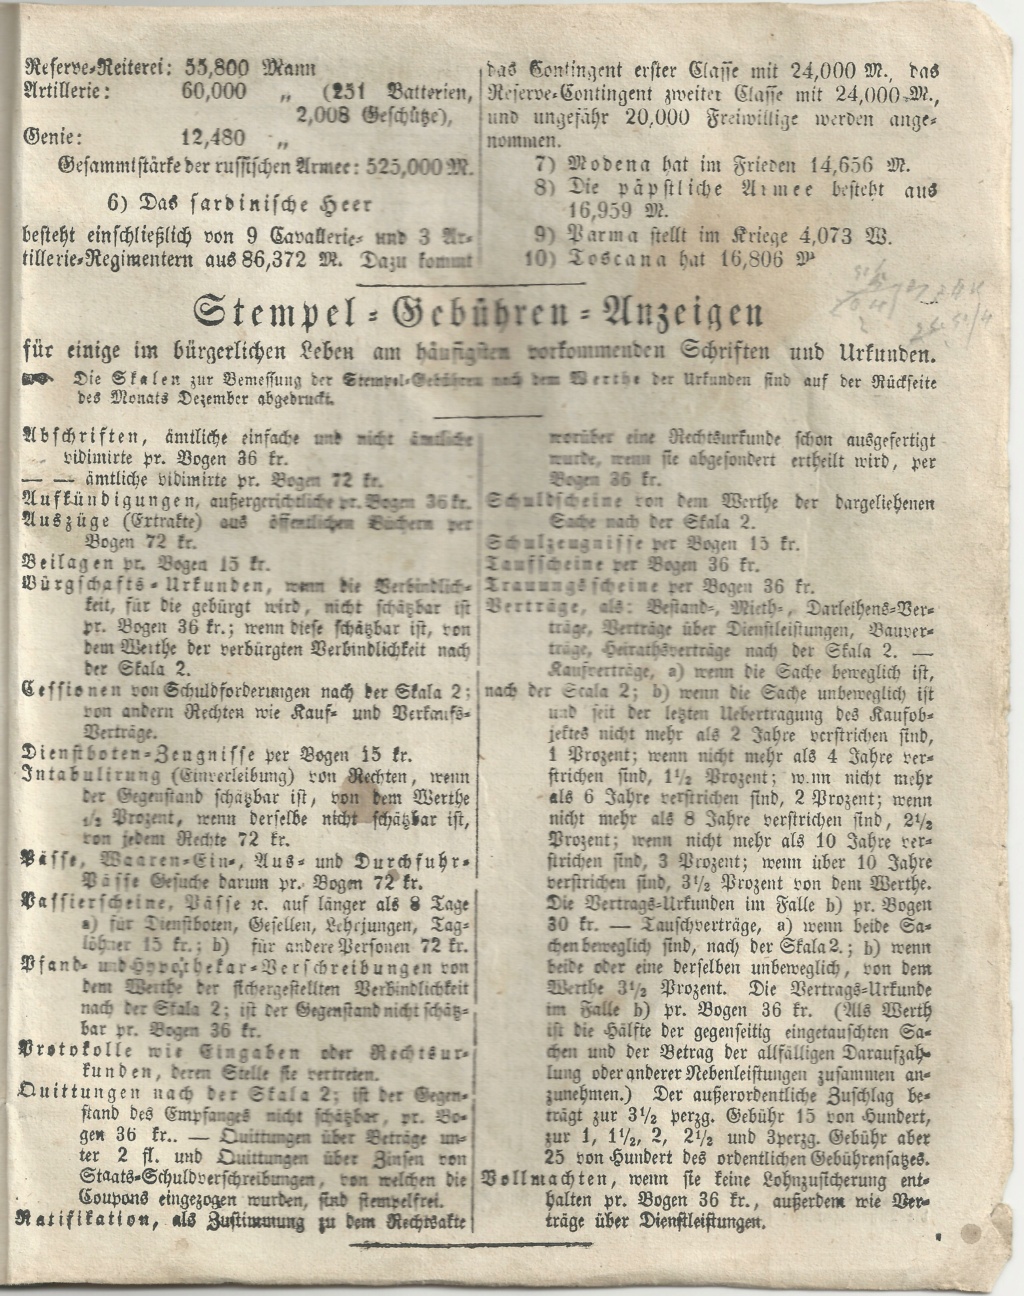 Reserve-Reiterei: 55,800 Mann
Artillerie: 60,000 „ (251 Batterien,
2,008 Geschütze),
Genie: 12,480 „
Gesammtstärke der russischen Armee: 525,000 M.
6) Das sardinische Heer
besteht einschließlich von 9 Cavallerie- und 3 Ar-
tillerie-Regimentern aus 86,372 M. Dazu kommt
das Contingent erster Classe mit 24,000 M., das
Reserve-Contingent zweiter Classe mit 24,000 M.,
und ungefähr 20,000 Freiwillige werden ange-
nommen.
7) Modena hat im Frieden 14,656 M.
8) Die päpstliche Armee besteht aus
16,959 M.
9) Parma stellt im Kriege 4,073 M.
10) Toscana hat 16,806 M
Stempel-Gebühren-Anzeigen
für einige im bürgerlichen Leben am häufigsten vorkommenden Schriften und Urkunden.
Die Skalen zur Bemessung der Stempel-Gebühren nach dem Werthe der Urkunden sind auf der Rückseite
des Monats Dezember abgedruckt.
Abschriften, ämtliche einfache und nicht ämtliche
vidimirte pr. Bogen 36 kr.
— — ämtliche vidimirte pr. Bogen 72 kr.
Aufkündigungen, außergerichtliche pr. Bogen 36 kr.
Auszüge (Extrakte) aus öffentlichen Büchern per
Bogen 72 kr.
Beilagen pr. Bogen 15 kr.
Bürgschafts-Urkunden, wenn die Verbindlich-
keit, für die gebürgt wird, nicht schätzbar ist
pr. Bogen 36 kr.; wenn diese schätzbar ist, von
dem Werthe der verbürgten Verbindlichkeit nach
der Skala 2.
Cessionen von Schuldforderungen nach der Skala 2;
von andern Rechten wie Kauf- und Verkaufs-
Verträge.
Dienstboten-Zeugnisse per Bogen 15 kr.
Intabulirung (Einverleibung) von Rechten, wenn
der Gegenstand schätzbar ist, von dem Werthe
1/2 Prozent, wenn derselbe nicht schätzbar ist,
von jedem Rechte 72 kr.
Pässe, Waaren-Ein-, Aus- und Durchfuhr-
Pässe Gesuche darum pr. Bogen 72 kr.
Passierscheine, Pässe ꝛc. auf länger als 8 Tage
a) für Dienstboten, Gesellen, Lehrjungen, Tag-
löhner 15 kr.; b) für andere Personen 72 kr.
Pfand- und Hypothekar-Verschreibungen von
dem Werthe der sichergestellten Verbindlichkeit
nach der Skala 2; ist der Gegenstand nicht schätz-
bar pr. Bogen 36 kr.
Protokolle wie Eingaben oder Rechtsur-
kunden, deren Stelle sie vertreten.
Quittungen nach der Skala 2; ist der Gegen-
stand des Empfanges nicht schätzbar, pr. Bo-
gen 36 kr.. — Quittungen über Beträge un-
ter 2 fl. und Quittungen über Zinsen von
Staats-Schuldverschreibungen, von welchen die
Coupons eingezogen wurden, sind stempelfrei.
Ratifikation, als Zustimmung zu dem Rechtsakte
worüber eine Rechtsurkunde schon ausgefertigt
wurde, wenn sie abgesondert ertheilt wird, per
Bogen 36 kr.
Schuldscheine von dem Werthe der dargeliehenen
Sache nach der Skala 2.
Schulzeugnisse per Bogen 15 kr.
Taufscheine per Bogen 36 kr.
Trauungsscheine per Bogen 36 kr.
Verträge, als: Bestand-, Mieth-, Darleihens-Ver-
träge, Verträge über Dienstleistungen, Bauver-
träge, Heirathsverträge nach der Skala 2. —
Kaufverträge, a) wenn die Sache beweglich ist,
nach der Scala 2; b) wenn die Sache unbeweglich ist
und seit der letzten Uebertragung des Kaufob-
jektes nicht mehr als 2 Jahre verstrichen sind,
1 Prozent; wenn nicht mehr als 4 Jahre ver-
strichen sind, 1 1/2 Prozent; w.nn nicht mehr
als 6 Jahre verstrichen sind, 2 Prozent; wenn
nicht mehr als 8 Jahre verstrichen sind, 2 1/2
Prozent; wenn nicht mehr als 10 Jahre ver-
strichen sind, 3 Prozent; wenn über 10 Jahre
verstrichen sind, 3 1/2 Prozent von dem Werthe.
Die Vertrags-Urkunden im Falle b) pr. Bogen
30 kr. — Tauschverträge, a) wenn beide Sa-
chen beweglich sind, nach der Skala 2.; b) wenn
beide oder eine derselben unbeweglich, von dem
Werthe 3 1/2 Prozent. Die Vertrags-Urkunde
im Falle b) pr. Bogen 36 kr. (Als Werth
ist die Hälfte der gegenseitig eingetauschten Sa-
chen und der Betrag der allfälligen Daraufzah-
lung oder anderer Nebenleistungen zusammen an-
zunehmen.) Der außerordentliche Zuschlag be-
trägt zur 3 1/2 perzg. Gebühr 15 von Hundert,
zur 1, 1 1/2, 2, 2 1/2 und 3perzg. Gebühr aber
25 von Hundert des ordentlichen Gebührensatzes.
Vollmachten, wenn sie keine Lohnzusicherung ent-
halten pr. Bogen 36 kr., außerdem wie Ver-
träge über Dienstleistungen.